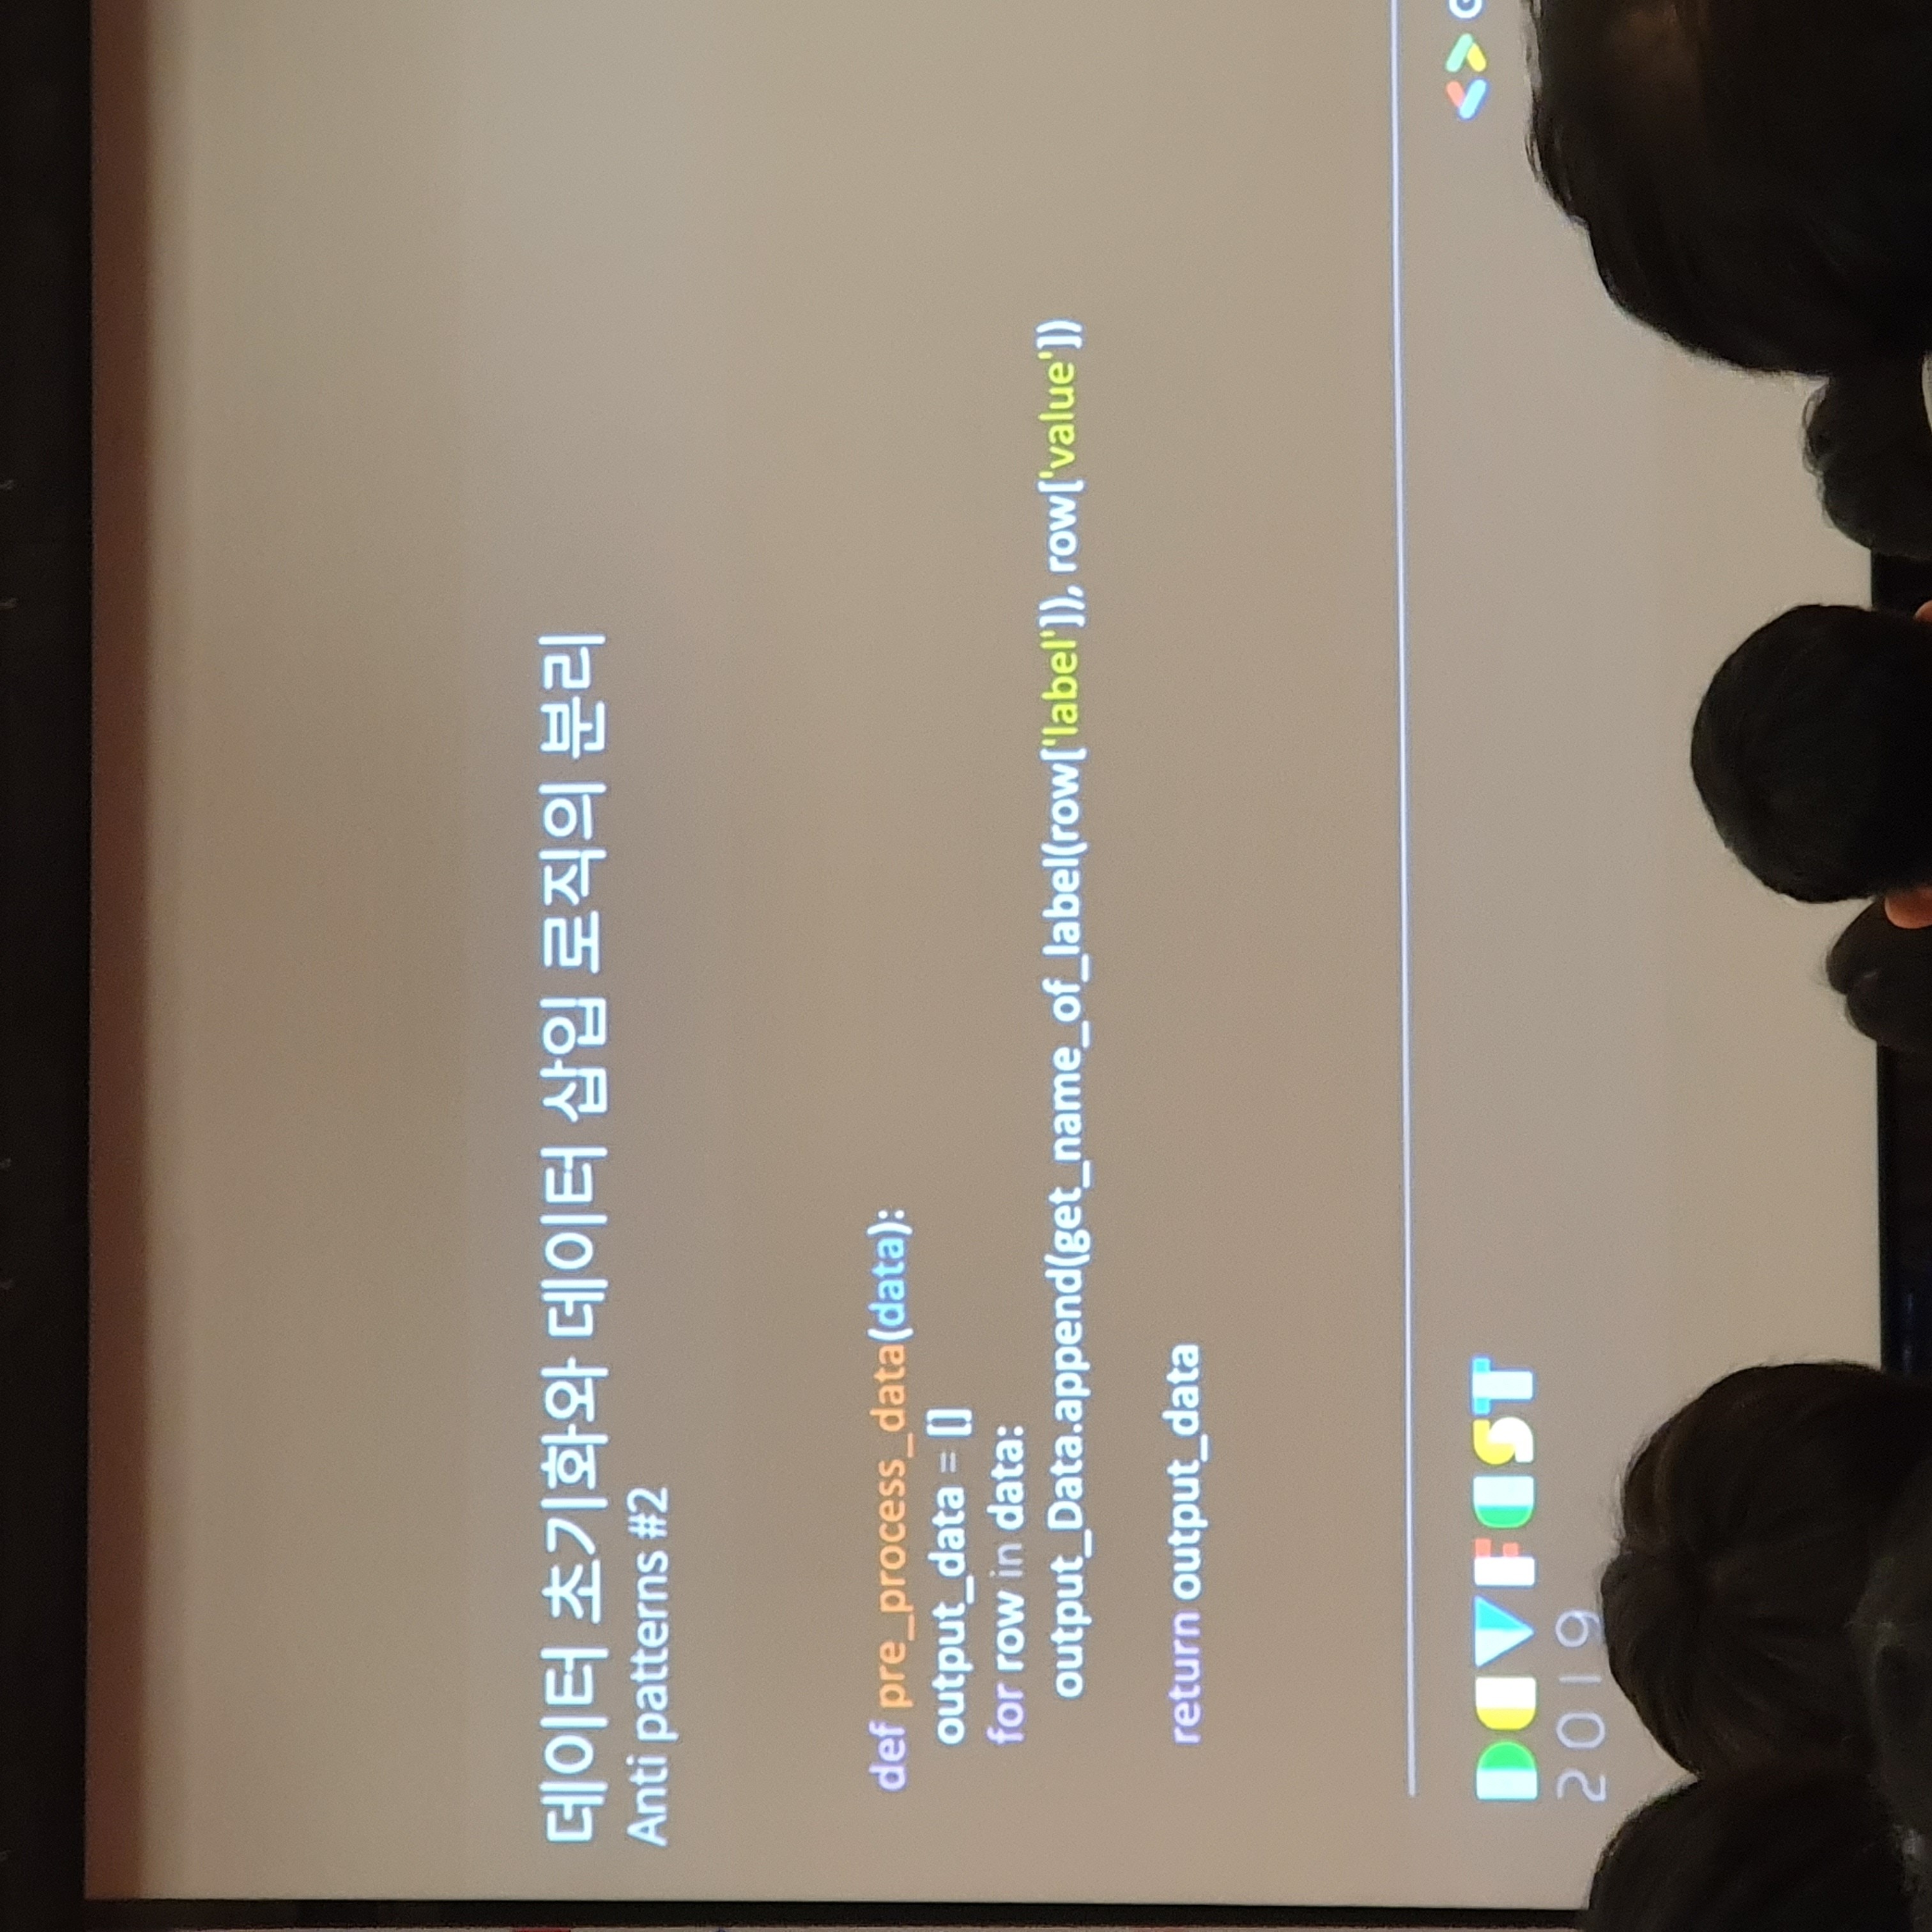 데이터 초기화와 데이터 삽입 로직의 분리
Anti patterns #2
def pre_process_data(data):
output_data = []
for row in data:
output_Data.append(get_name_of_label(row['label']), row['value'])
return output_data
DEVFEST
2019